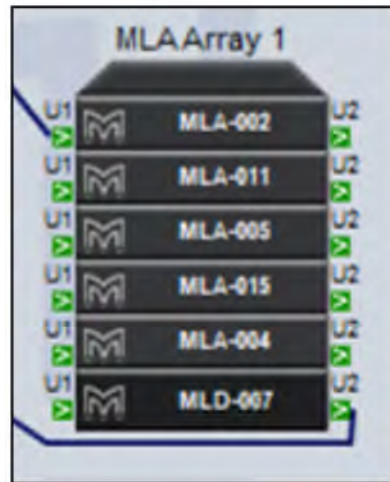 MLA Array 1
U1 MLA-002 U2
U1 MLA-011 U2
U1 MLA-005 U2
U1 MLA-015 U2
U1 MLA-004 U2
U1 MLD-007 U2